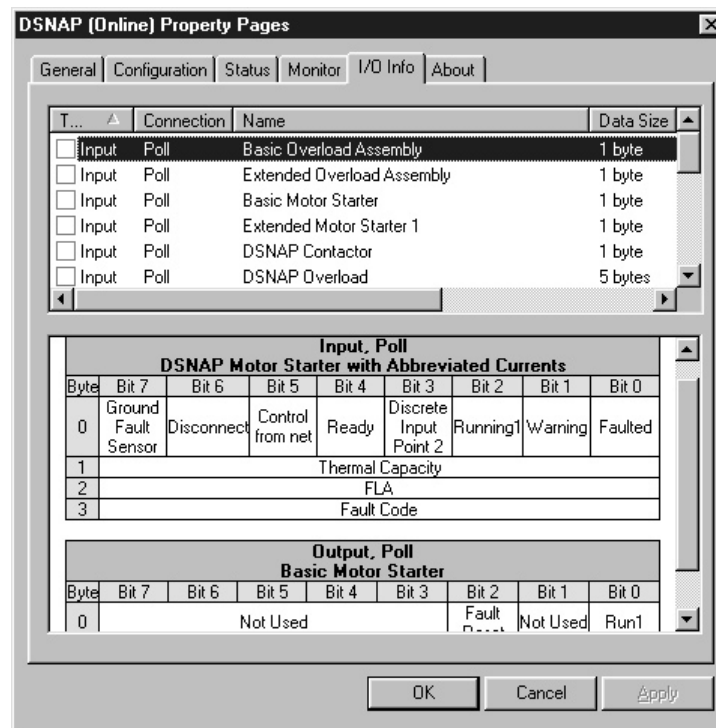 DSNAP (Online) Property Pages
General Configuration Status Monitor I/O Info About
T... Connection Name Data Size
Input Poll Basic Overload Assembly 1 byte
Input Poll Extended Overload Assembly 1 byte
Input Poll Basic Motor Starter 1 byte
Input Poll Extended Motor Starter 1 1 byte
Input Poll DSNAP Contactor 1 byte
Input Poll DSNAP Overload 5 bytes
Input, Poll
DSNAP Motor Starter with Abbreviated Currents
Byte Bit 7 Bit 6 Bit 5 Bit 4 Bit 3 Bit 2 Bit 1 Bit 0
0 Ground Fault Sensor Disconnect Control from net Ready Discrete Input Point 2 Running1 Warning Faulted
1 Thermal Capacity
2 FLA
3 Fault Code
Output, Poll
Basic Motor Starter
Byte Bit 7 Bit 6 Bit 5 Bit 4 Bit 3 Bit 2 Bit 1 Bit 0
0 Not Used Fault Not Used Run1
OK Cancel Apply